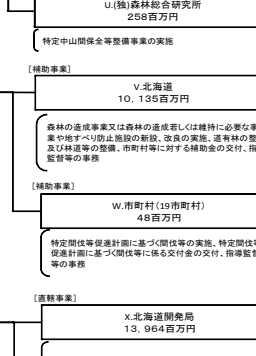 U.(独)森林総合研究所
258百万円
特定中山間保全等整備事業の実施
[補助事業]
V.北海道
10，135百万円
森林の造成事業又は森林の造成若しくは維持に必要な事
業や地すべり防止施設の新設、改良の実施、道有林の整
及び林道等の整備、市町村等に対する補助金の交付、指
監督等の事務
[補助事業]
W.市町村(19市町村)
48百万円
特定間伐等促進計画に基づく間伐等の実施、特定間伐等
促進計画に基づく間伐等に係る交付金の交付、指導監督
等の事務
[直轄事業]
X.北海道開発局
13，964百万円